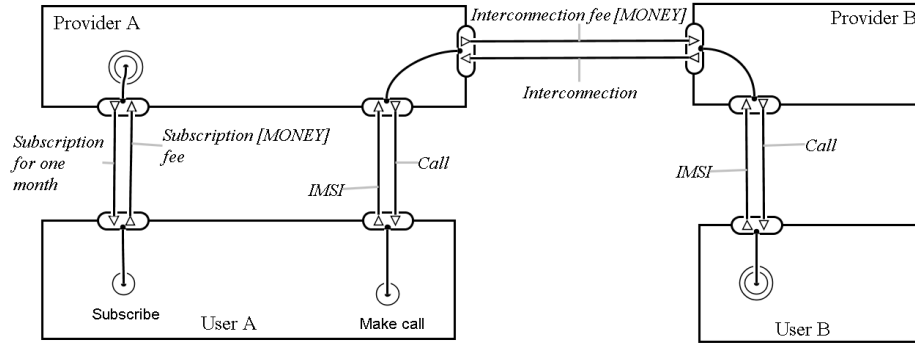 Provider A
Interconnection fee [MONEY]
Provider B
Interconnection
Subscription
for one
month
Subscription [MONEY]
fee
IMSI
Call
IMSI
Call
Subscribe
User A
Make call
User B